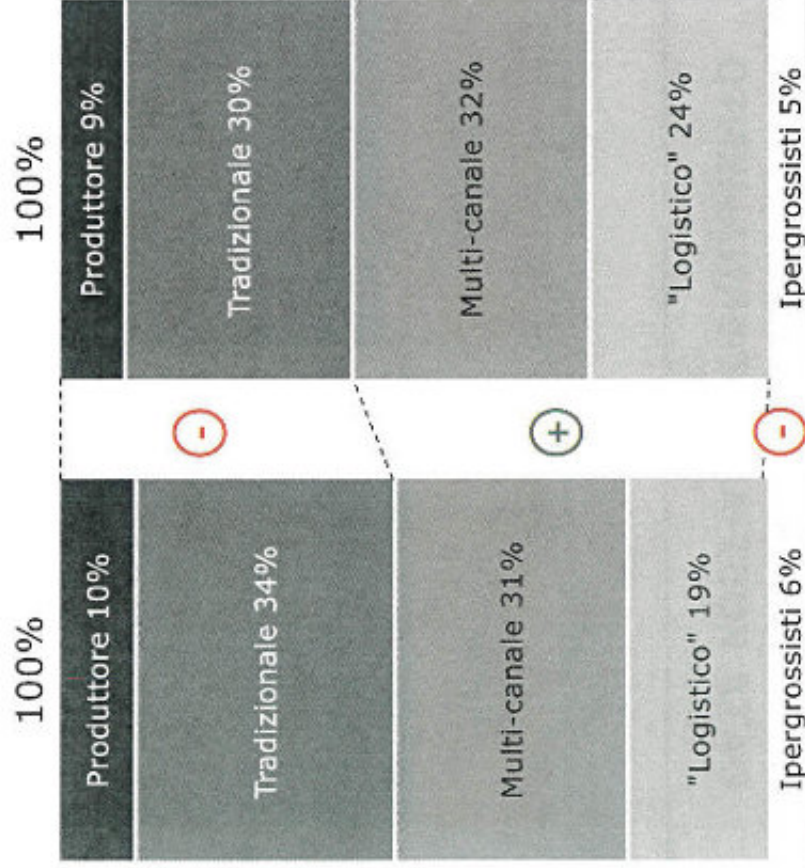 100%
Produttore 10%
Tradizionale 34%
Multi-canale 31%
"Logistico" 19%
Ipergrossisti 6%
-
+
-
100%
Produttore 9%
Tradizionale 30%
Multi-canale 32%
"Logistico" 24%
Ipergrossisti 5%